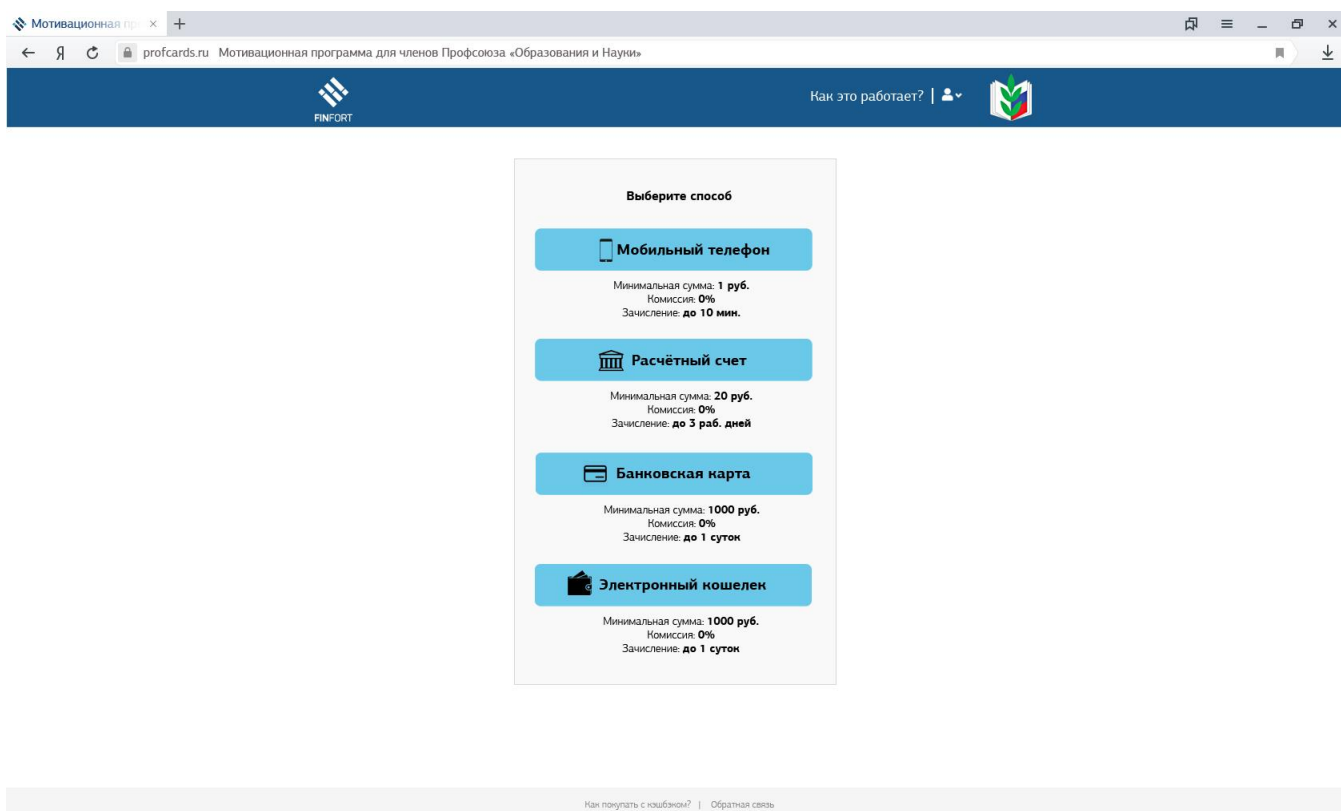 Мотивационная
profcards.ru Мотивационная программа для членов Профсоюза «Образования и Науки»
FINFORT
Как это работает? |
Выберите способ
Мобильный телефон
Минимальная сумма: 1 руб.
Комиссия: 0%
Зачисление: до 10 мин.
Расчётный счет
Минимальная сумма: 20 руб.
Комиссия: 0%
Зачисление: до 3 раб. дней
Банковская карта
Минимальная сумма: 1000 руб.
Комиссия: 0%
Зачисление: до 1 суток
Электронный кошелек
Минимальная сумма: 1000 руб.
Комиссия: 0%
Зачисление: до 1 суток
Как покупать с кэшбэком? | Обратная связь